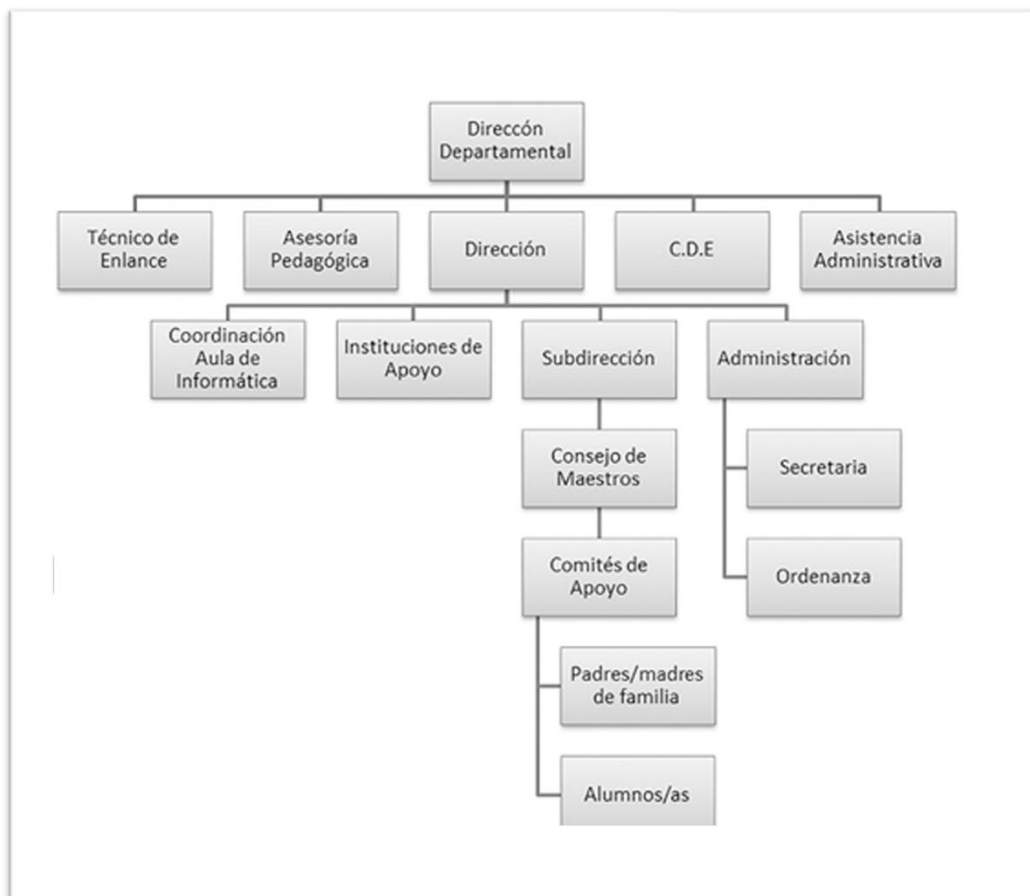 Direccón
Departamental
Técnico de
Enlance
Asesoría
Pedagógica
Dirección
C.D.E
Asistencia
Administrativa
Coordinación
Aula de
Informática
Instituciones de
Apoyo
Subdirección
Administración
Consejo de
Maestros
Secretaria
Comités de
Apoyo
Ordenanza
Padres/madres
de familia
Alumnos/as